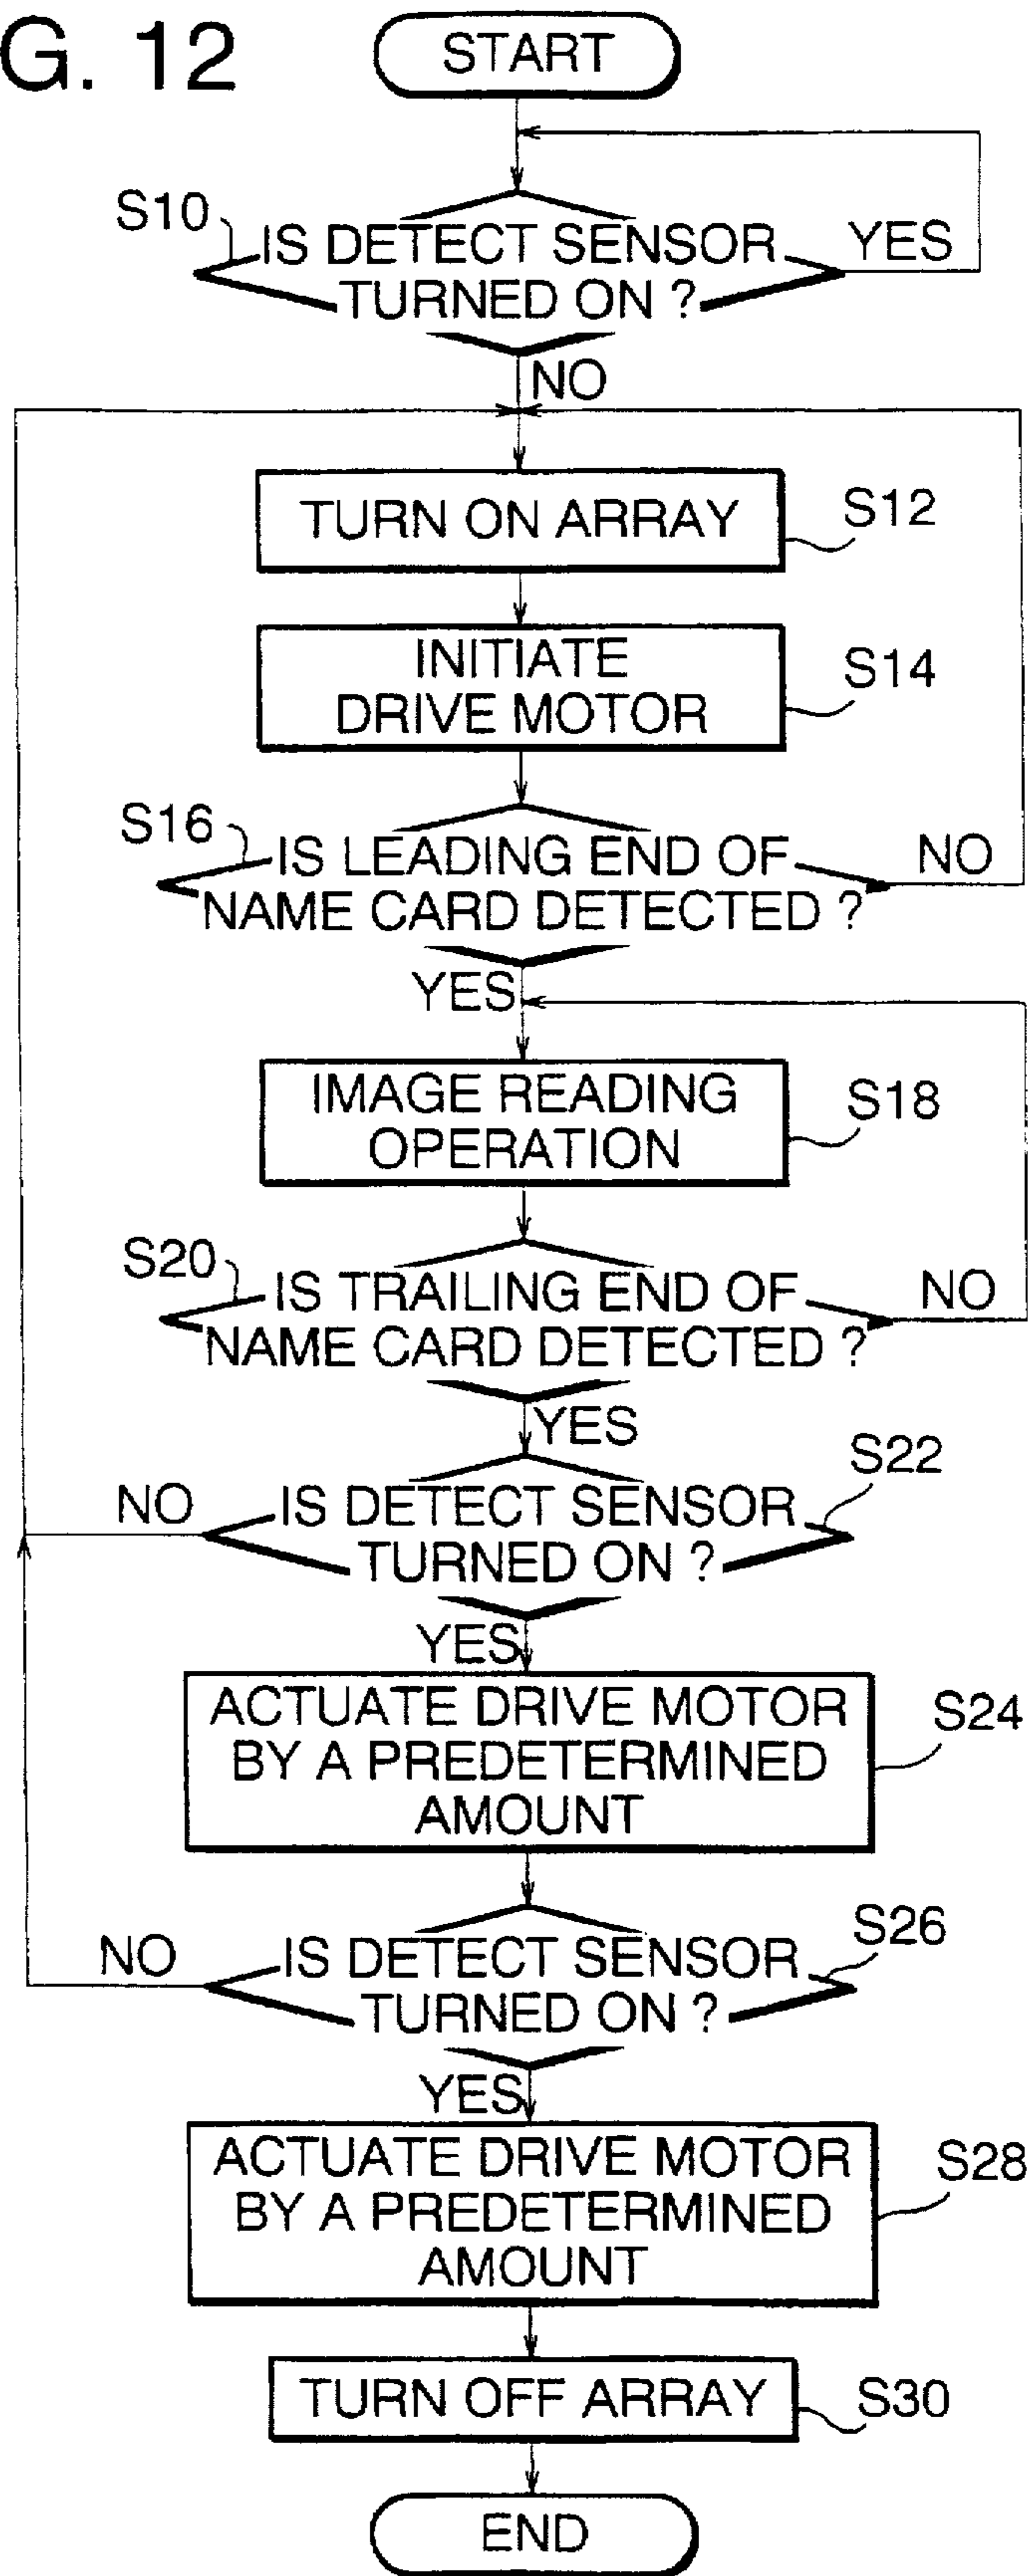 G. 12
START
S10
IS DETECT SENSOR
TURNED ON ?
YES
NO
TURN ON ARRAY
S12
INITIATE
DRIVE MOTOR
S14
S16
IS LEADING END OF
NAME CARD DETECTED ?
NO
YES
IMAGE READING
OPERATION
S18
S20
IS TRAILING END OF
NAME CARD DETECTED ?
NO
YES
S22
NO
IS DETECT SENSOR
TURNED ON ?
YES
ACTUATE DRIVE MOTOR
BY A PREDETERMINED
AMOUNT
S24
S26
NO
IS DETECT SENSOR
TURNED ON ?
YES
ACTUATE DRIVE MOTOR
BY A PREDETERMINED
AMOUNT
S28
TURN OFF ARRAY
S30
END